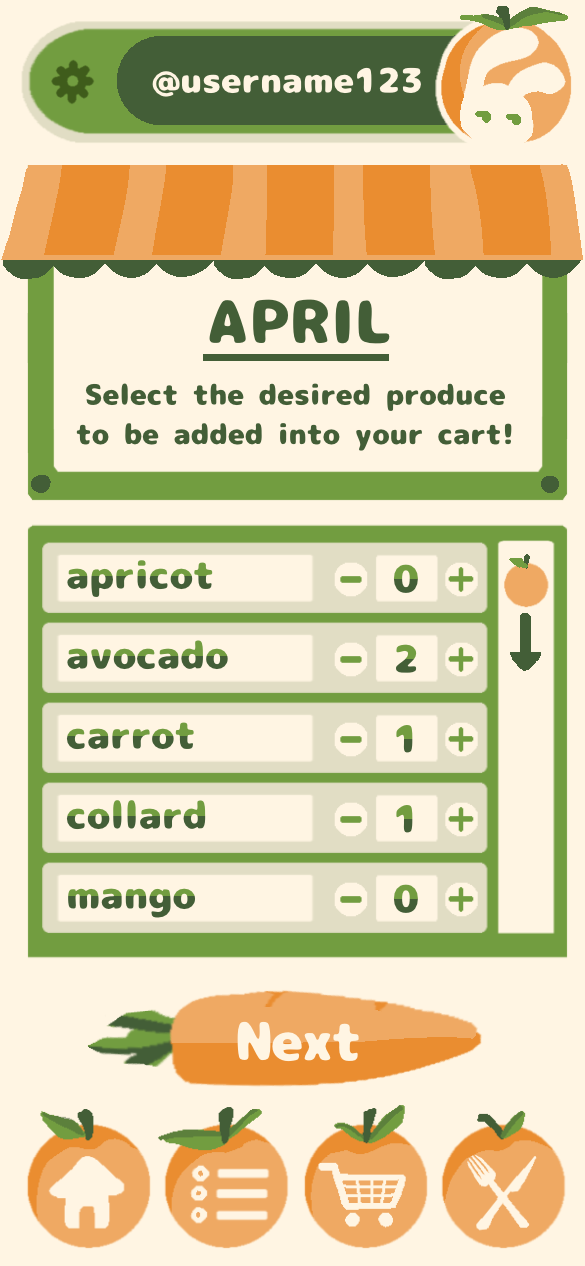 @username123
APRIL
Select the desired produce
to be added into your cart!
apricot - 0 +
avocado - 2 +
carrot - 1 +
collard - 1 +
mango - 0 +
Next